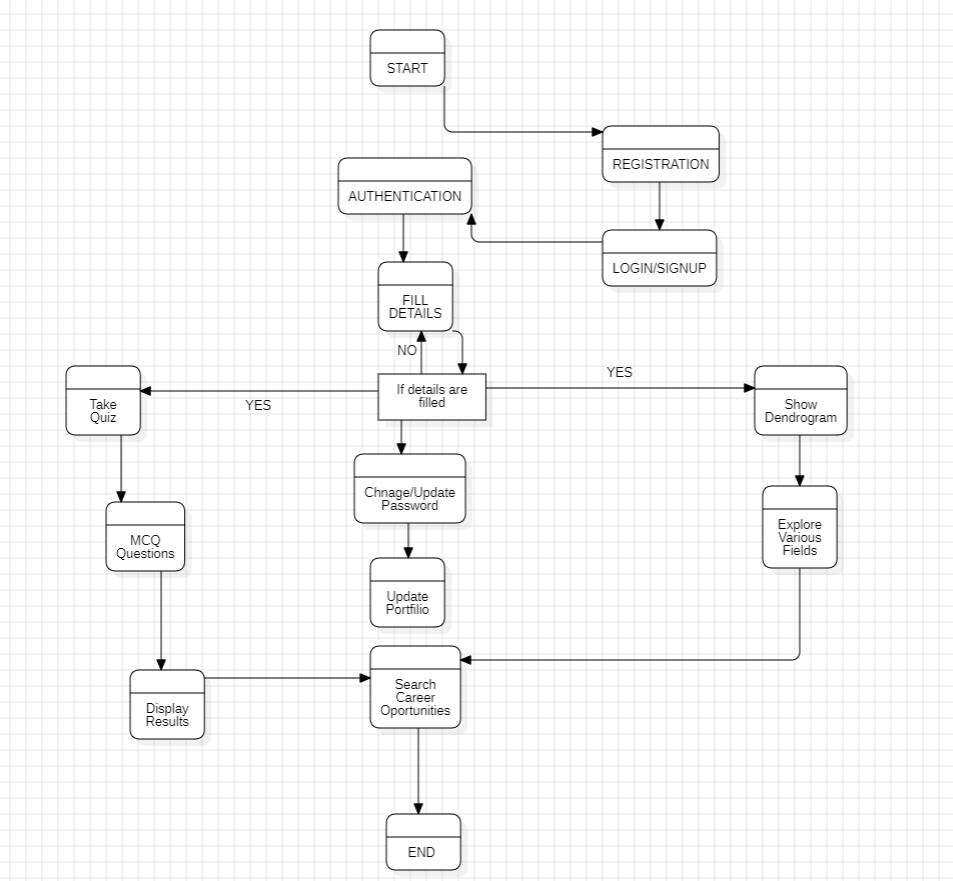 START
REGISTRATION
AUTHENTICATION
LOGIN/SIGNUP
FILL
DETAILS
NO
If details are
filled
YES
YES
Take
Quiz
Show
Dendrogram
Chnage/Update
Password
MCQ
Questions
Explore
Various
Fields
Update
Portfilio
Search
Career
Oportunities
Display
Results
END